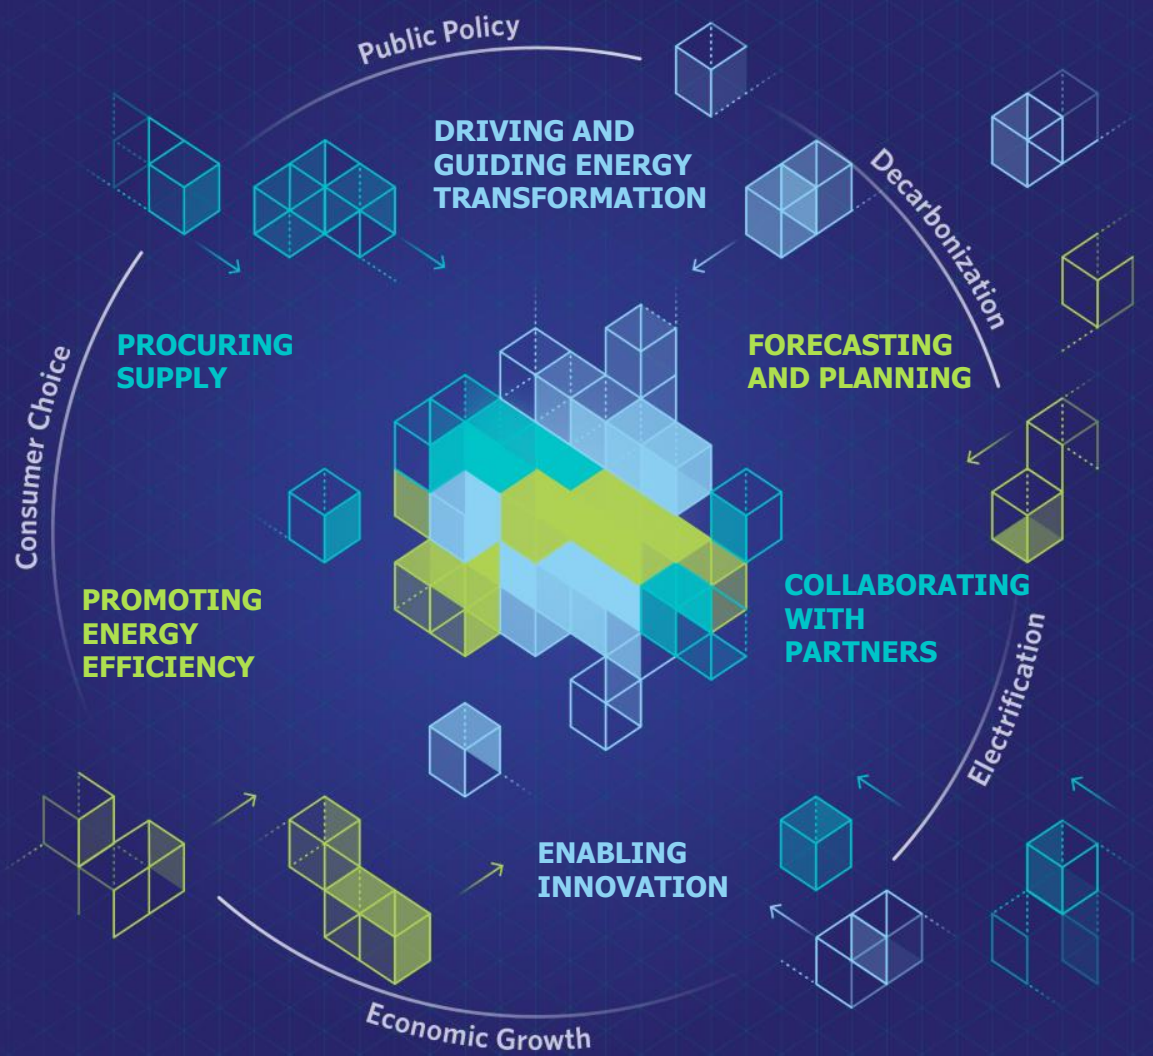 Public Policy
DRIVING AND
GUIDING ENERGY
TRANSFORMATION
Decarbonization
PROCURING
SUPPLY
FORECASTING
AND PLANNING
Consumer Choice
PROMOTING
ENERGY
EFFICIENCY
COLLABORATING
WITH
PARTNERS
Electrification
ENABLING
INNOVATION
Economic Growth